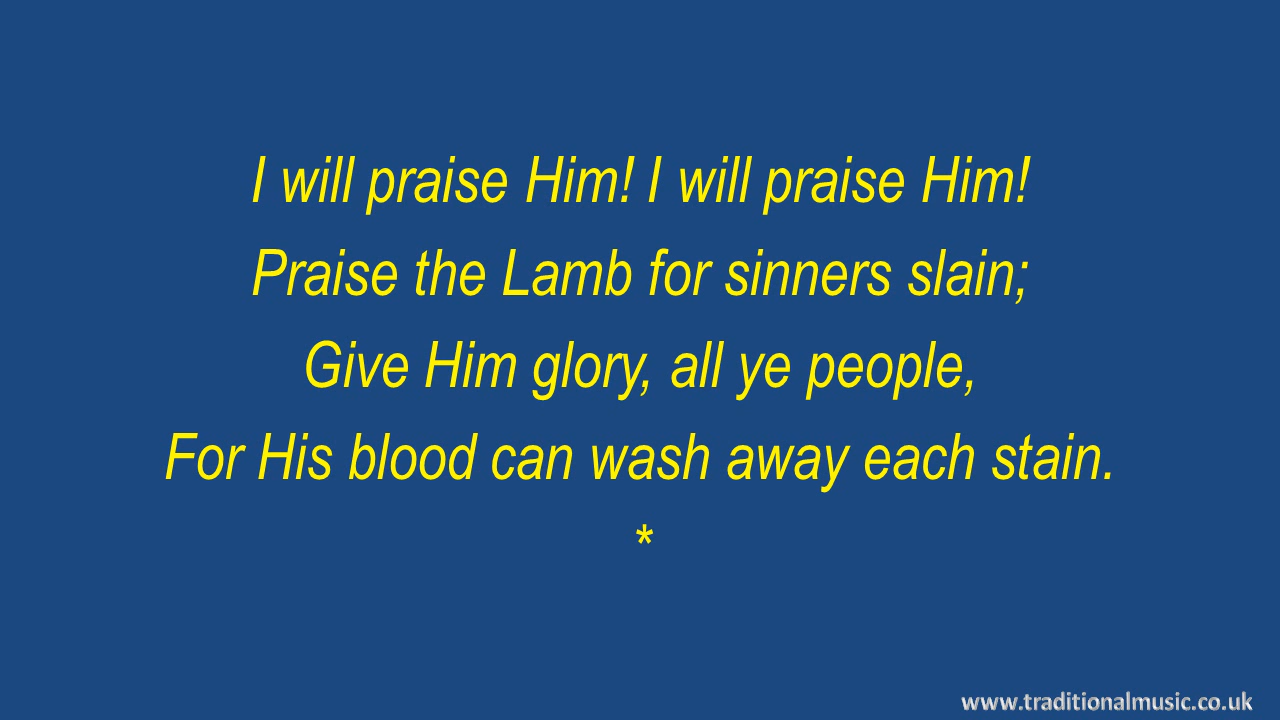 I will praise Him! I will praise Him!
Praise the Lamb for sinners slain;
Give Him glory, all ye people,
For His blood can wash away each stain.
*
www.traditionalmusic.co.uk